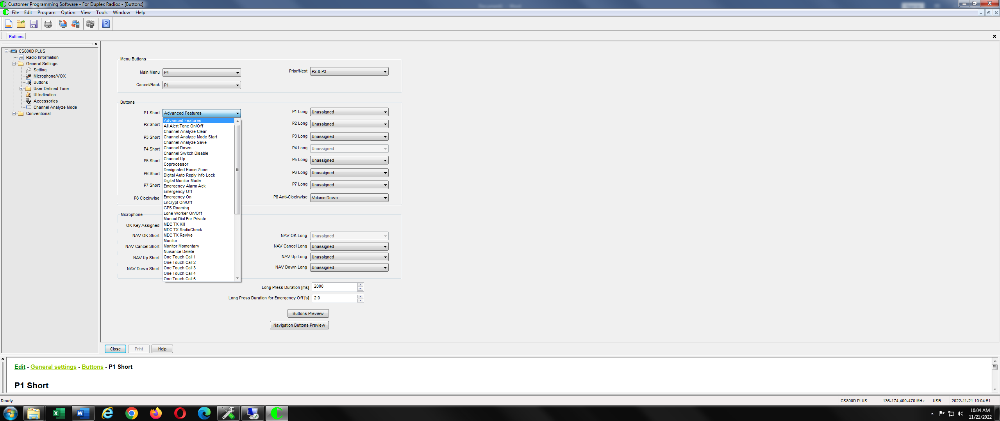 Customer Programming Software - For Duplex Radios - [Buttons]
File Edit Program Option View Tools Window Help
Buttons
CS800D PLUS
Radio Information
General Settings
Setting
Microphone/VOX
Buttons
User Defined Tone
UI Indication
Accessories
Channel Analyze Mode
Conventional
Menu Buttons
Main Menu P4 Prior/Next P2 & P3
Cancel/Back P1
Buttons
P1 Short Advanced Features P1 Long Unassigned
P2 Short P2 Long Unassigned
P3 Short P3 Long Unassigned
P4 Short P4 Long Unassigned
P5 Short P5 Long Unassigned
P6 Short P6 Long Unassigned
P7 Short P7 Long Unassigned
P8 Clockwise P8 Anti-Clockwise Volume Down
Advanced Features
All Alert Tone On/Off
Channel Analyze Clear
Channel Analyze Mode Start
Channel Analyze Save
Channel Down
Channel Switch Disable
Channel Up
Coprocessor
Designated Home Zone
Digital Auto Reply Info Lock
Digital Monitor Mode
Emergency Alarm Ack
Emergency Off
Emergency On
Encrypt On/Off
GPS Roaming
Lone Worker On/Off
Manual Dial For Private
MDC TX Kill
MDC TX RadioCheck
MDC TX Revive
Monitor
Monitor Momentary
Nuisance Delete
One Touch Call 1
One Touch Call 2
One Touch Call 3
One Touch Call 4
One Touch Call 5
Microphone
OK Key Assigned
NAV OK Short NAV OK Long Unassigned
NAV Cancel Short NAV Cancel Long Unassigned
NAV Up Short NAV Up Long Unassigned
NAV Down Short NAV Down Long Unassigned
Long Press Duration [ms] 2000
Long Press Duration for Emergency Off [s] 2.0
Buttons Preview
Navigation Buttons Preview
Close Print Help
Edit - General settings - Buttons - P1 Short
P1 Short
Ready CS800D PLUS 136-174,400-470 MHz USB 2022-11-21 10:04:51
10:04 AM
11/21/2022